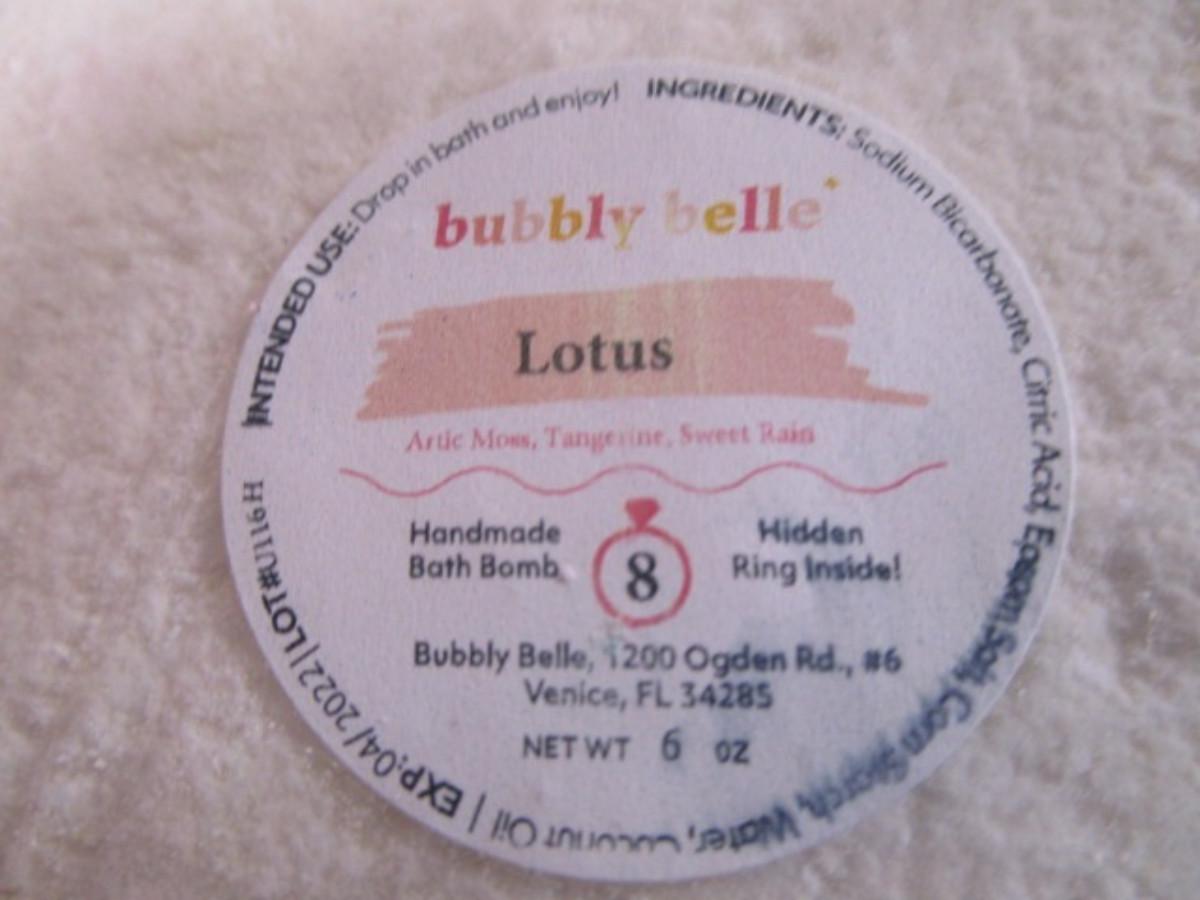 INTENDED USE: Drop in bath and enjoy!
INGREDIENTS: Sodium Bicarbonate, Citric Acid, Epsom Salt, Corn Starch, Water, Coconut Oil | EXP:04/2022 | LOT#U1191H
bubbly belle
Lotus
Artic Moss, Tangerine, Sweet Rain
Handmade
Bath Bomb
8
Hidden
Ring Inside!
Bubbly Belle, 1200 Ogden Rd., #6
Venice, FL 34285
NET WT 6 OZ